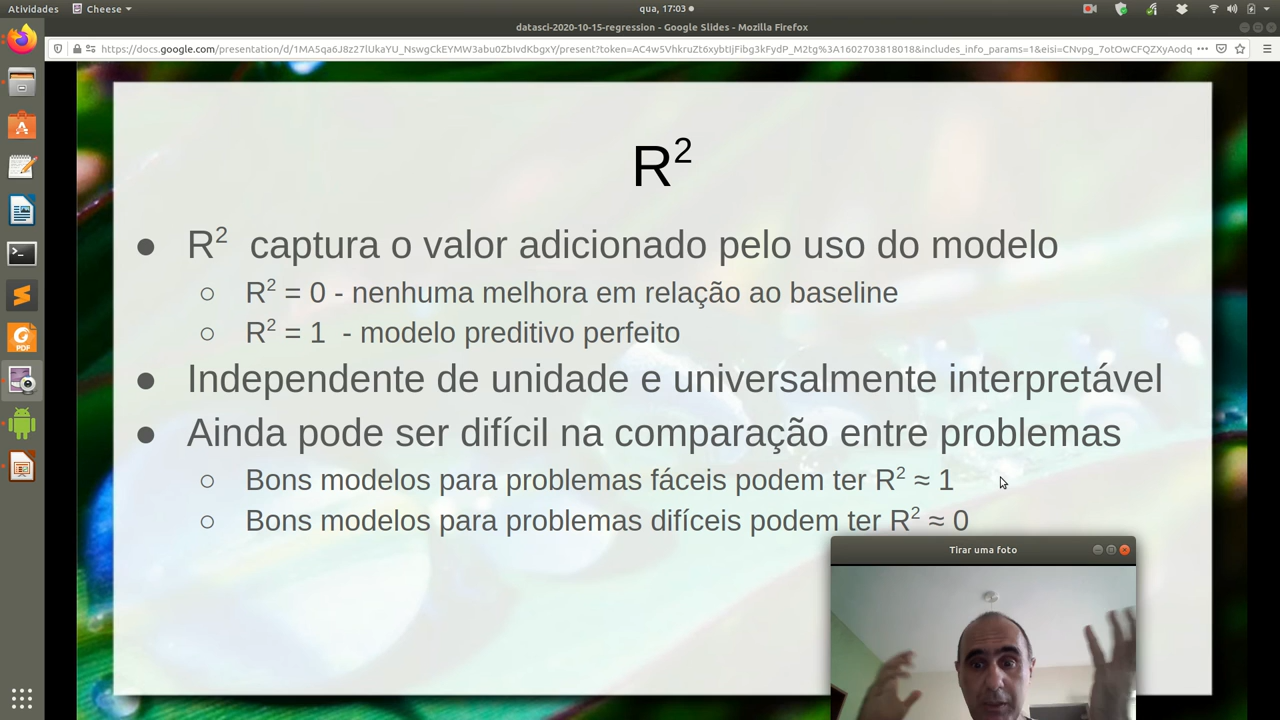 Atividades Cheese qua, 17:03
datasci-2020-10-15-regression - Google Slides - Mozilla Firefox
https://docs.google.com/presentation/d/1MASqa6J8z27lUkaYU_NswgCkEYMW3abu0ZbIvdKbgxY/present?token=AC4w5VhkruZt6xybtIjFibg3kFydP_M2tg%3A1602703818018&includes_info_params=1&eisi=CNvpg_7otOwCFQZXyAodq
R²
● R² captura o valor adicionado pelo uso do modelo
○ R² = 0 - nenhuma melhora em relação ao baseline
○ R² = 1 - modelo preditivo perfeito
● Independente de unidade e universalmente interpretável
● Ainda pode ser difícil na comparação entre problemas
○ Bons modelos para problemas fáceis podem ter R² ≈ 1
○ Bons modelos para problemas difíceis podem ter R² ≈ 0
PDF
Tirar uma foto